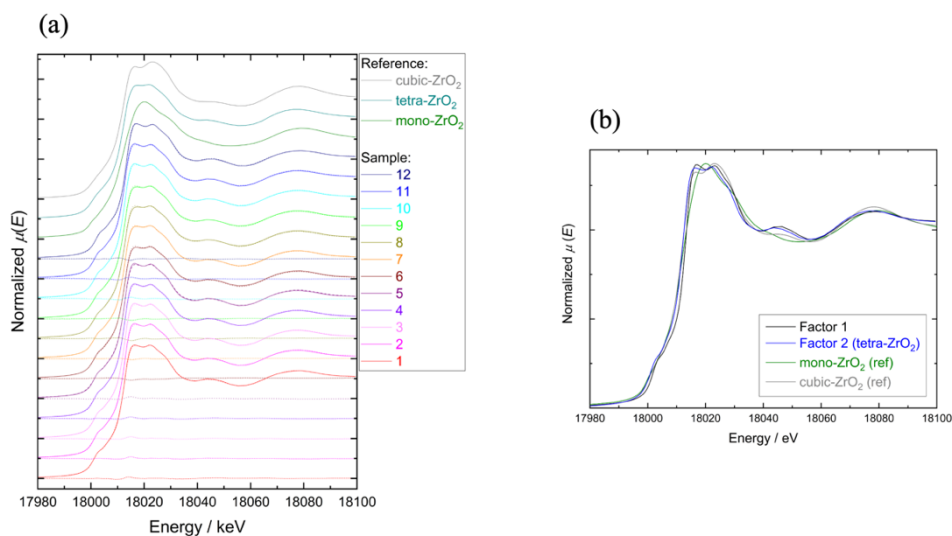 (a)
Normalized μ(E)
17980 18000 18020 18040 18060 18080 18100
Energy / keV
Reference:
cubic-ZrO₂
tetra-ZrO₂
mono-ZrO₂
Sample:
12
11
10
9
8
7
6
5
4
3
2
1
(b)
Normalized μ (E)
Factor 1
Factor 2 (tetra-ZrO₂)
mono-ZrO₂ (ref)
cubic-ZrO₂ (ref)
17980 18000 18020 18040 18060 18080 18100
Energy / eV